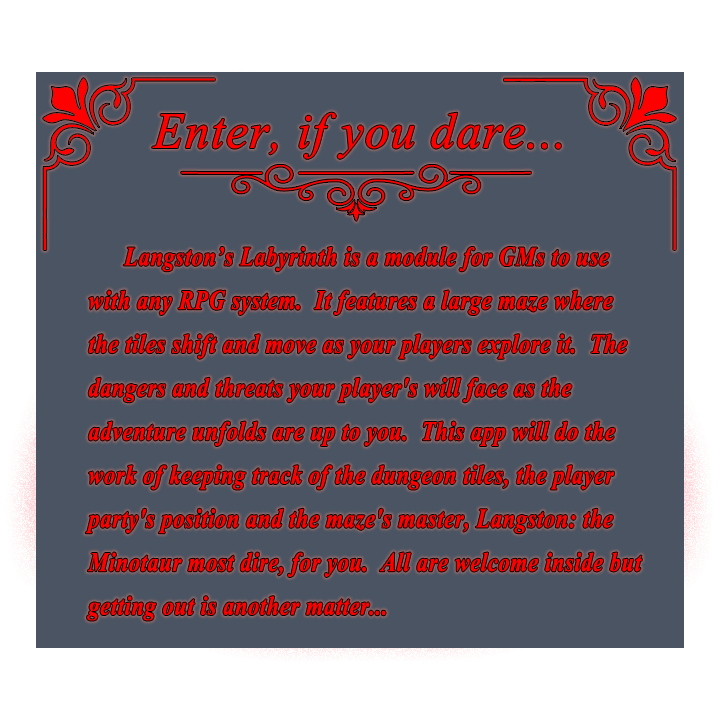 Enter, if you dare...
Langston’s Labyrinth is a module for GMs to use
with any RPG system.  It features a large maze where
the tiles shift and move as your players explore it.  The
dangers and threats your player's will face as the
adventure unfolds are up to you.  This app will do the
work of keeping track of the dungeon tiles, the player
party's position and the maze's master, Langston: the
Minotaur most dire, for you.  All are welcome inside but
getting out is another matter...